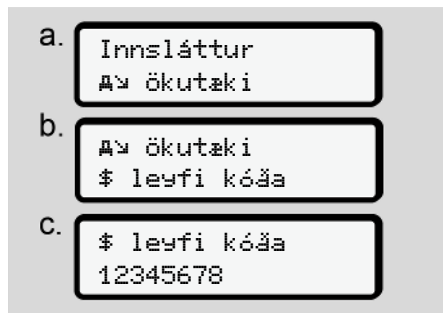 a.
Innsláttur
ökutæki
b.
ökutæki
$ leyfi kóða
c.
$ leyfi kóða
12345678